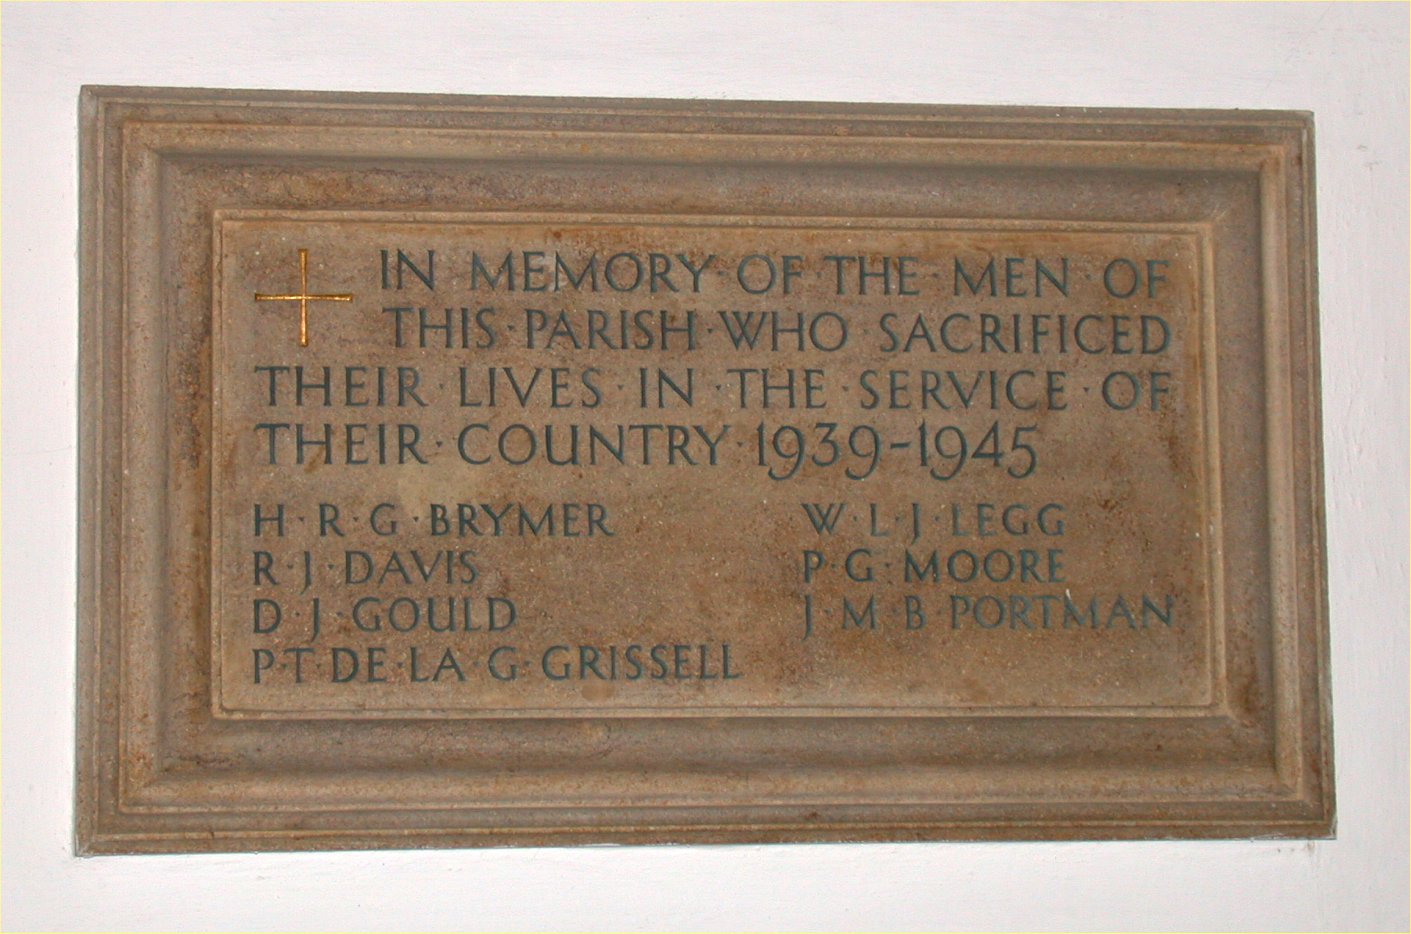 IN · MEMORY · OF · THE · MEN · OF
THIS · PARISH · WHO · SACRIFICED
THEIR · LIVES · IN · THE · SERVICE · OF
THEIR · COUNTRY · 1939-1945
H · R · G · BRYMER
R · J · DAVIS
D · J · GOULD
P · T · DE · LA · G · GRISSELL
W · L · J · LEGG
P · G · MOORE
J · M · B · PORTMAN